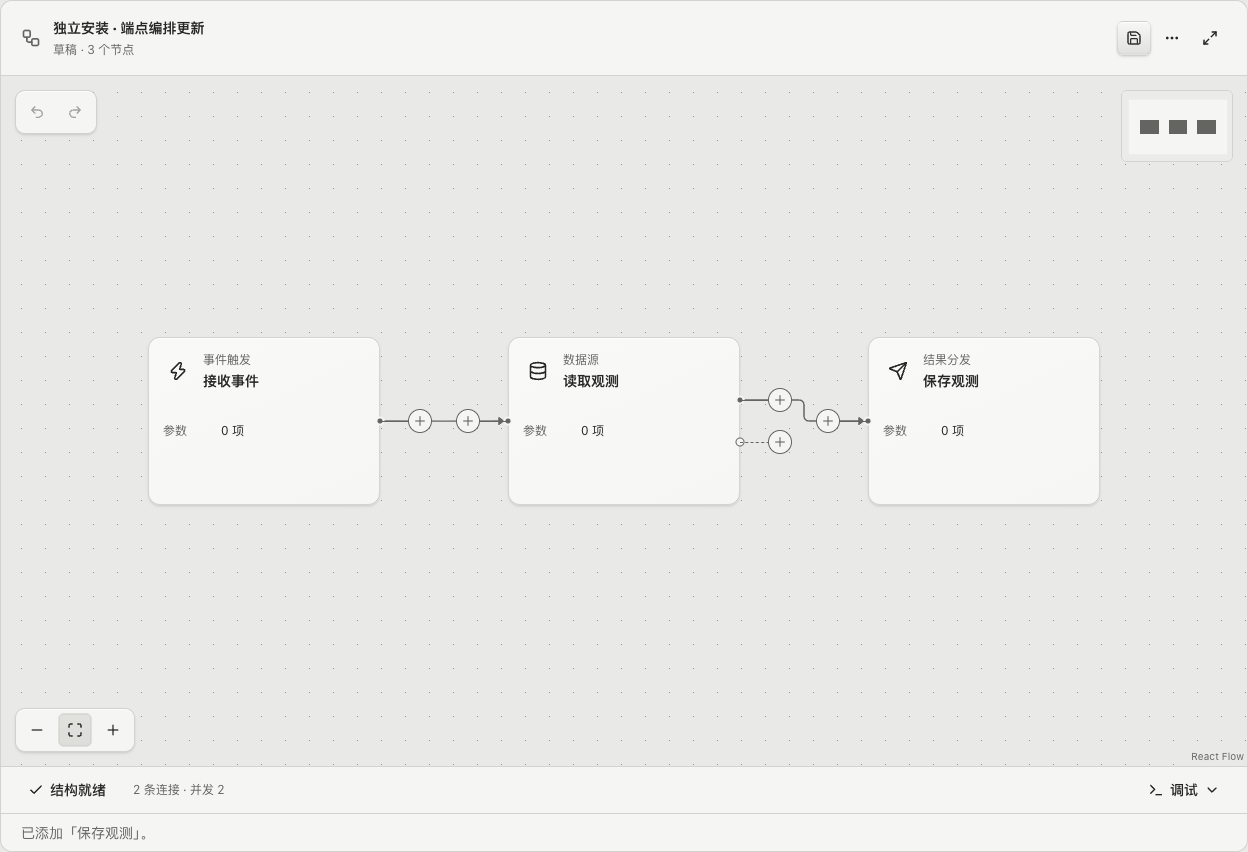 独立安装 · 端点编排更新
草稿 · 3 个节点
事件触发
接收事件
参数 0 项
数据源
读取观测
参数 0 项
结果分发
保存观测
参数 0 项
React Flow
结构就绪 2 条连接 · 并发 2
调试
已添加「保存观测」。